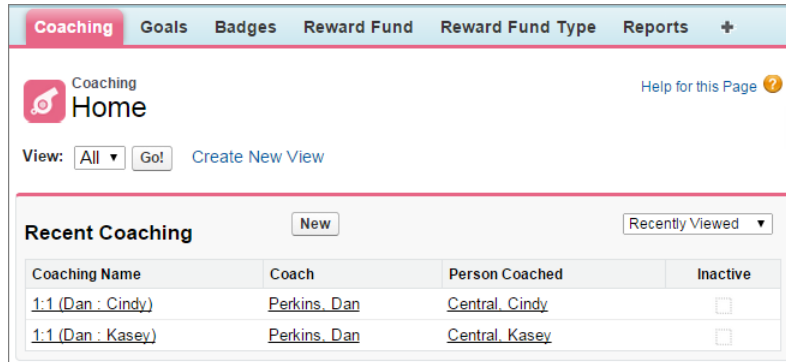 Coaching Goals Badges Reward Fund Reward Fund Type Reports +
Coaching
Home
Help for this Page ?
View: All Go! Create New View
Recent Coaching New Recently Viewed
Coaching Name Coach Person Coached Inactive
1:1 (Dan : Cindy) Perkins, Dan Central, Cindy
1:1 (Dan : Kasey) Perkins, Dan Central, Kasey